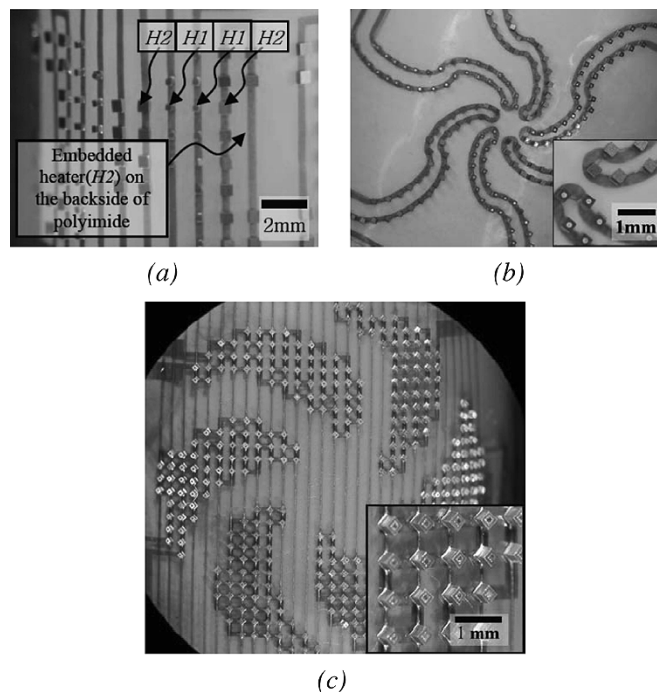 H2 H1 H1 H2
Embedded
heater(H2) on
the backside of
polyimide
2mm
(a)
1mm
(b)
1 mm
(c)